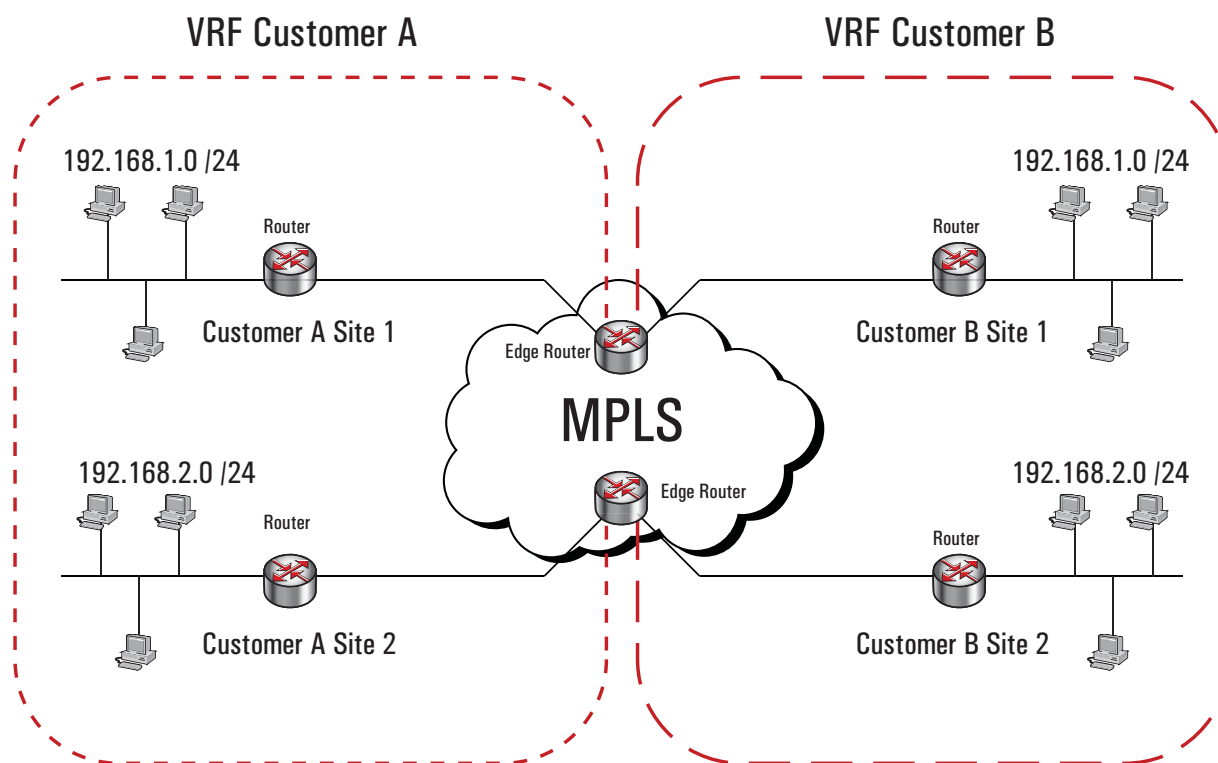 VRF Customer A
VRF Customer B
192.168.1.0 /24
192.168.1.0 /24
Router
Router
Customer A Site 1
Customer B Site 1
Edge Router
MPLS
192.168.2.0 /24
192.168.2.0 /24
Edge Router
Router
Router
Customer A Site 2
Customer B Site 2